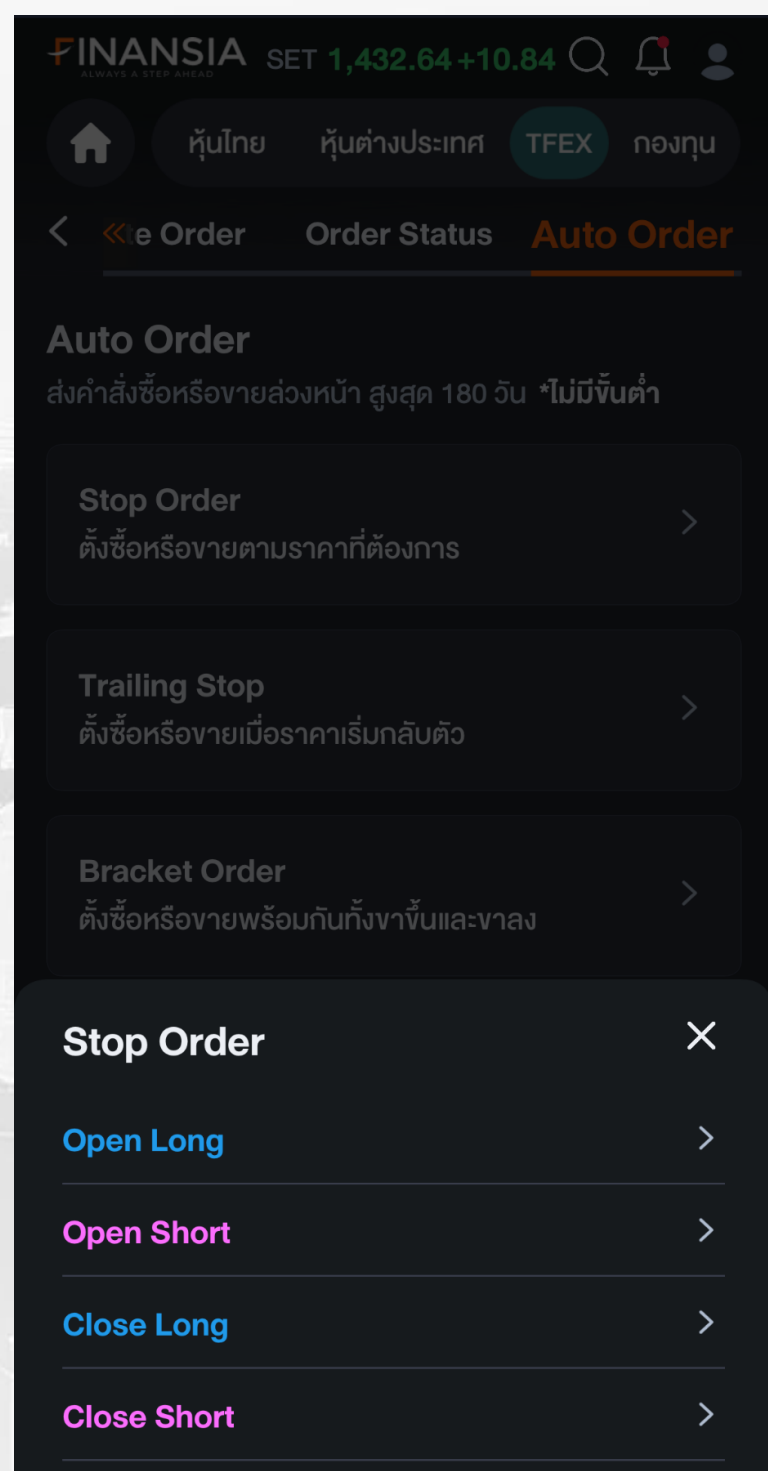 FINANSIA
ALWAYS A STEP AHEAD
SET 1,432.64 +10.84
หุ้นไทย หุ้นต่างประเทศ TFEX กองทุน
e Order Order Status Auto Order
Auto Order
ส่งคำสั่งซื้อหรือขายล่วงหน้า สูงสุด 180 วัน *ไม่มีขั้นต่ำ
Stop Order
ตั้งซื้อหรือขายตามราคาที่ต้องการ
Trailing Stop
ตั้งซื้อหรือขายเมื่อราคาเริ่มกลับตัว
Bracket Order
ตั้งซื้อหรือขายพร้อมกันทั้งขาขึ้นและขาลง
Stop Order
Open Long
Open Short
Close Long
Close Short